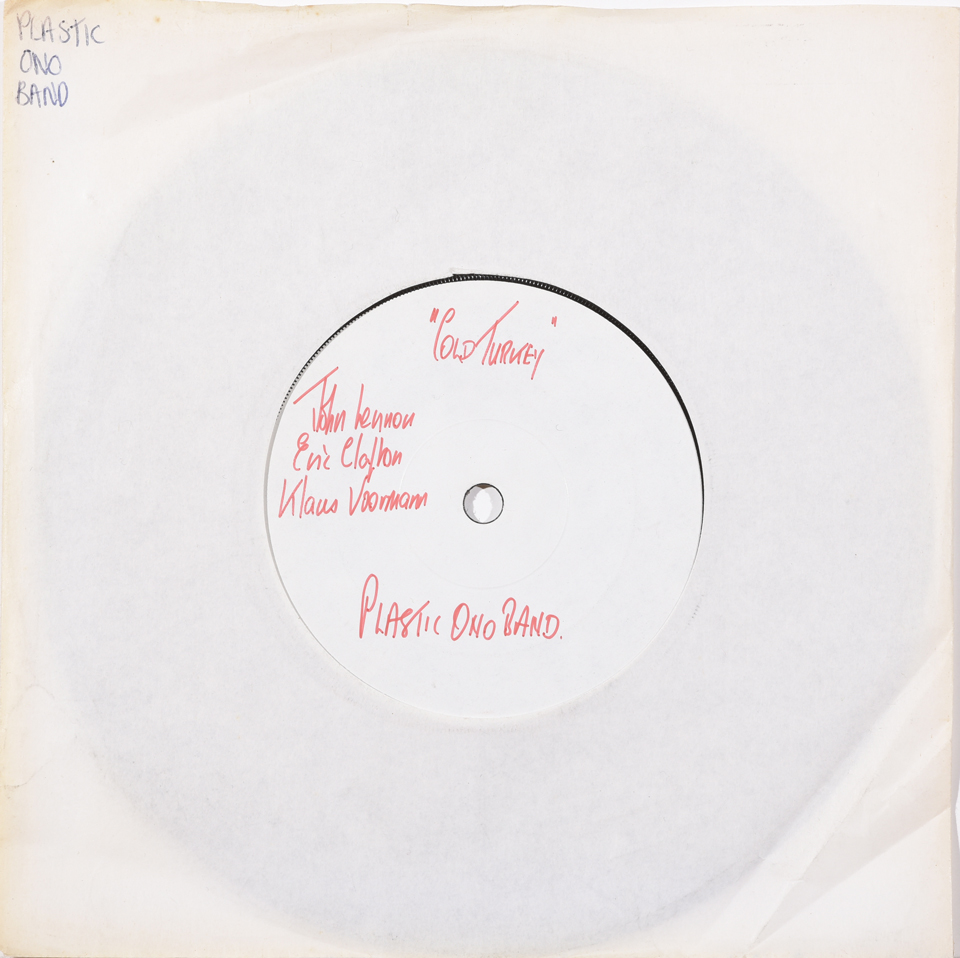 PLASTIC
ONO
BAND
"COLD TURKEY"
John Lennon
Eric Clapton
Klaus Voormann
PLASTIC ONO BAND.